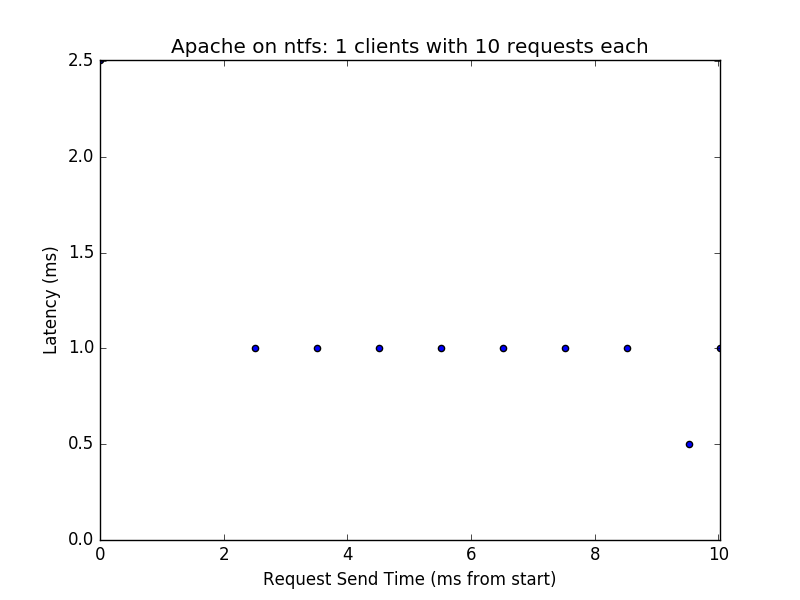 Apache on ntfs: 1 clients with 10 requests each
2.5
2.0
1.5
1.0
0.5
0.0
Latency (ms)
0 2 4 6 8 10
Request Send Time (ms from start)